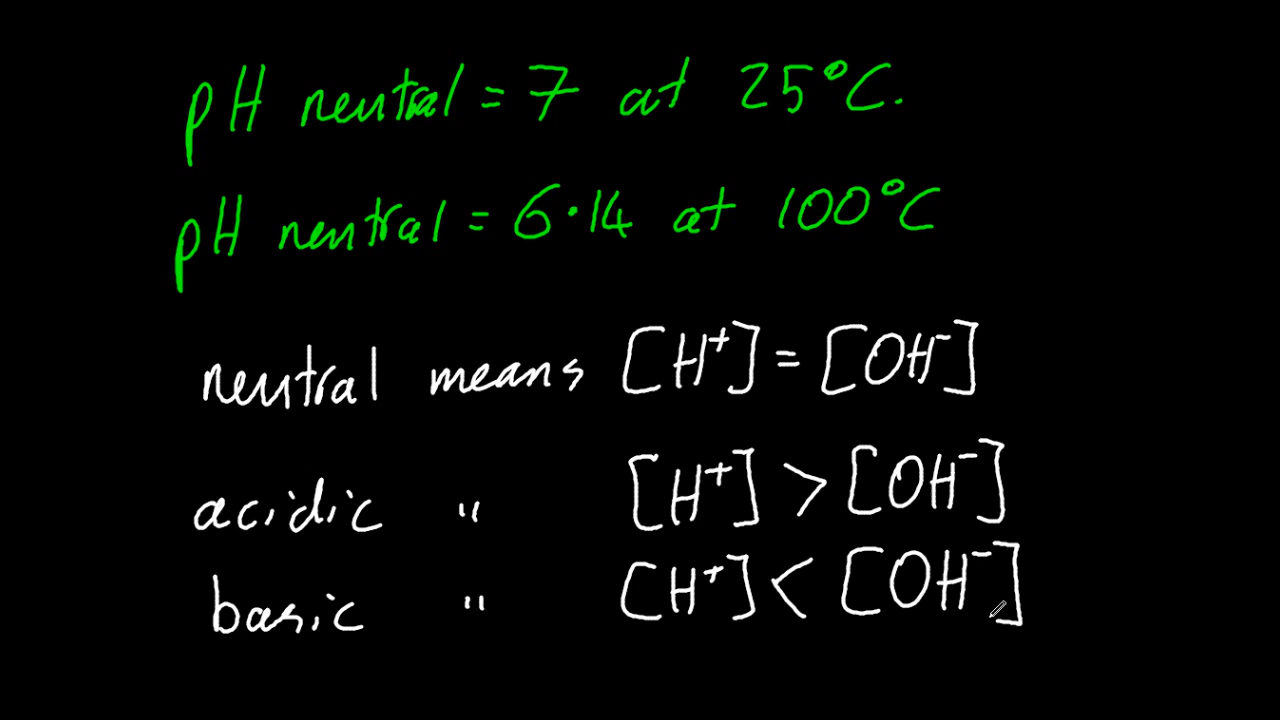 pH neutral = 7 at 25°C.
pH neutral = 6·14 at 100°C
neutral means [H⁺] = [OH⁻]
acidic " [H⁺] > [OH⁻]
basic " [H⁺] < [OH⁻]